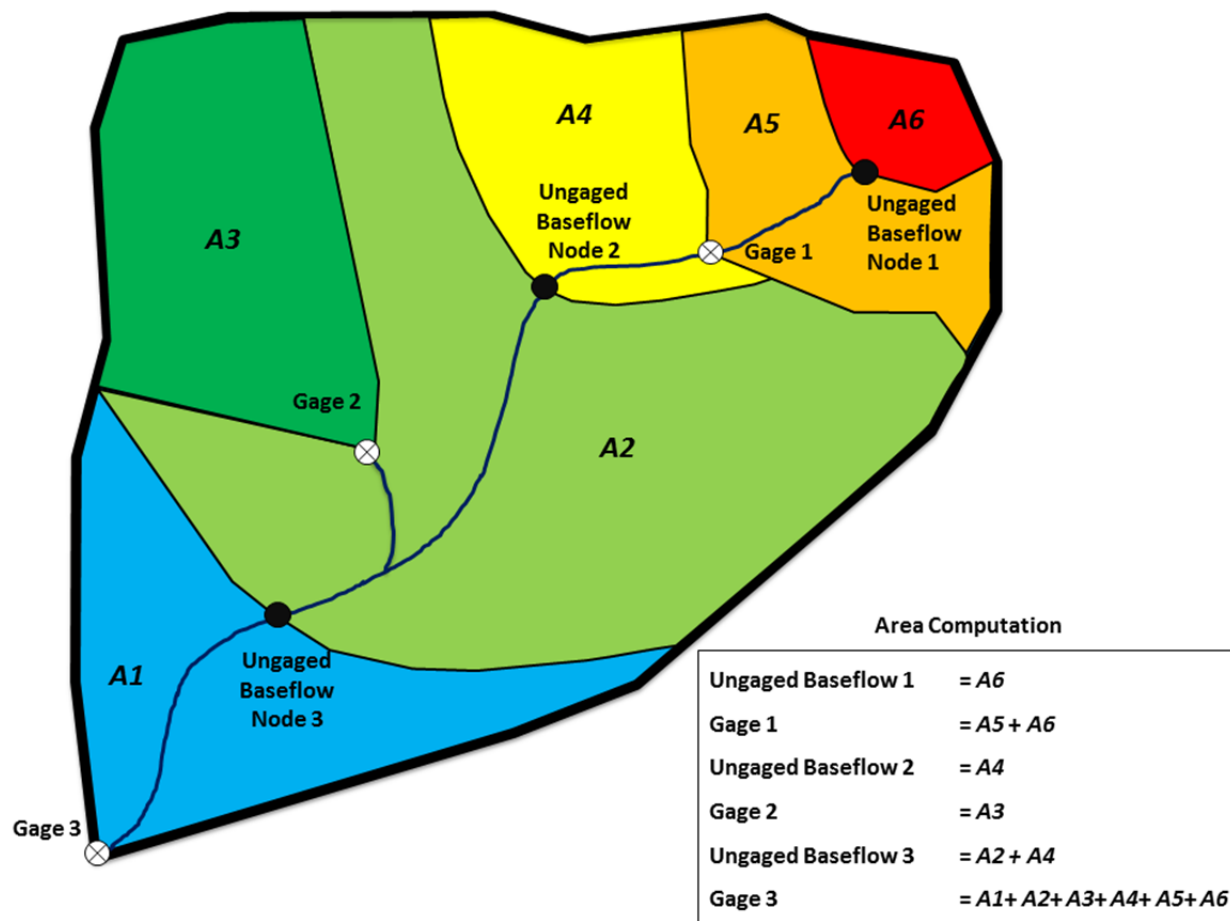 A4
A5
A6
Ungaged
Baseflow
Node 2
Ungaged
Baseflow
Node 1
A3
Gage 1
Gage 2
A2
A1
Ungaged
Baseflow
Node 3
Gage 3
Area Computation
Ungaged Baseflow 1 = A6
Gage 1 = A5 + A6
Ungaged Baseflow 2 = A4
Gage 2 = A3
Ungaged Baseflow 3 = A2 + A4
Gage 3 = A1+ A2+ A3+ A4+ A5+ A6